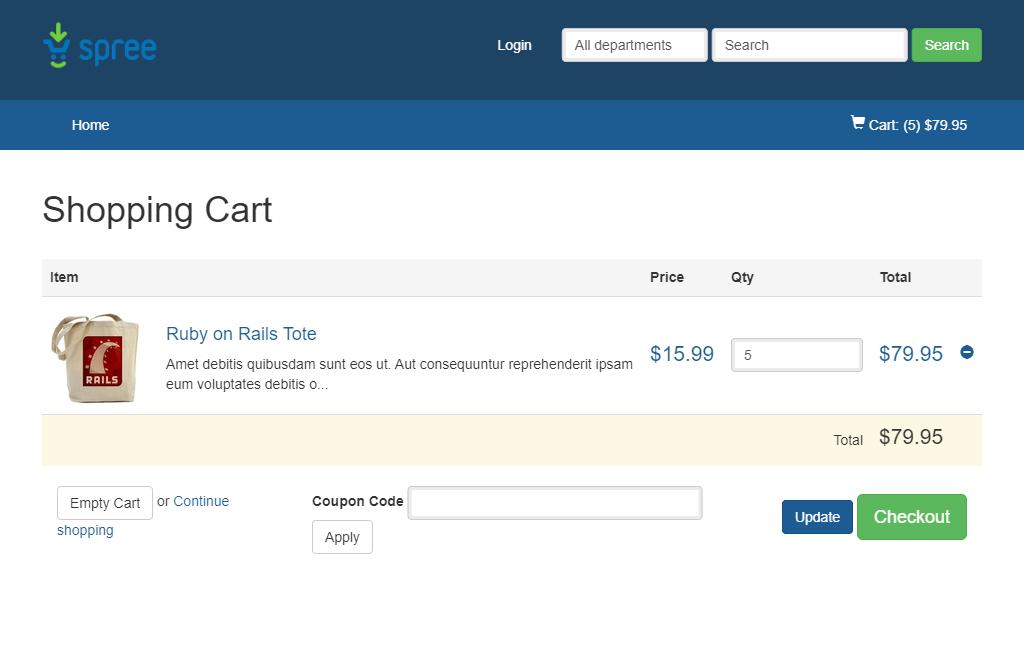 spree
Login
All departments
Search
Search
Home
Cart: (5) $79.95
Shopping Cart
Item Price Qty Total
RAILS
Ruby on Rails Tote
Amet debitis quibusdam sunt eos ut. Aut consequuntur reprehenderit ipsam
eum voluptates debitis o...
$15.99
5
$79.95
Total $79.95
Empty Cart or Continue
shopping
Coupon Code
Apply
Update
Checkout